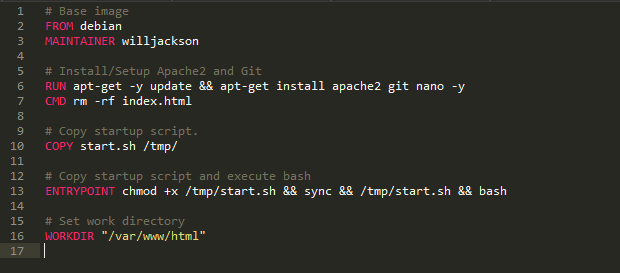 1 # Base image
2 FROM debian
3 MAINTAINER willjackson
4
5 # Install/Setup Apache2 and Git
6 RUN apt-get -y update && apt-get install apache2 git nano -y
7 CMD rm -rf index.html
8
9 # Copy startup script.
10 COPY start.sh /tmp/
11
12 # Copy startup script and execute bash
13 ENTRYPOINT chmod +x /tmp/start.sh && sync && /tmp/start.sh && bash
14
15 # Set work directory
16 WORKDIR "/var/www/html"
17